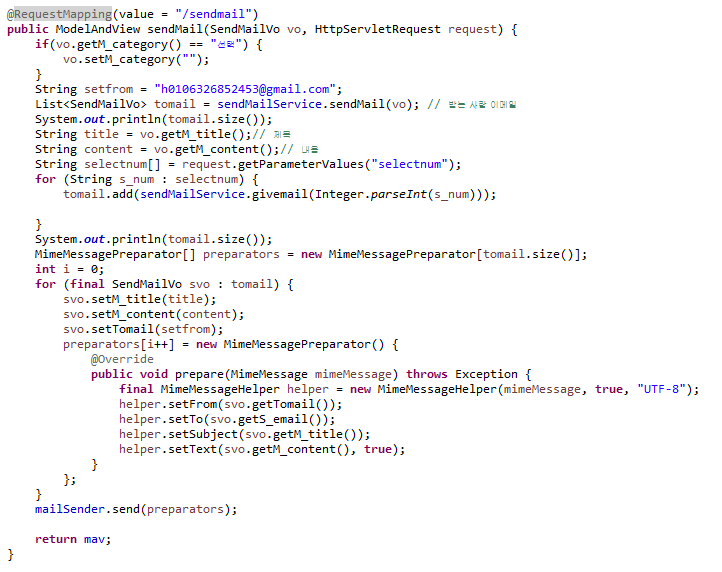 @RequestMapping(value = "/sendmail")
public ModelAndView sendMail(SendMailVo vo, HttpServletRequest request) {
    if(vo.getM_category() == "선택") {
        vo.setM_category("");
    }
    String setfrom = "h0106326852453@gmail.com";
    List<SendMailVo> tomail = sendMailService.sendMail(vo); // 받는 사람 이메일
    System.out.println(tomail.size());
    String title = vo.getM_title();// 제목
    String content = vo.getM_content();// 내용
    String selectnum[] = request.getParameterValues("selectnum");
    for (String s_num : selectnum) {
        tomail.add(sendMailService.givemail(Integer.parseInt(s_num)));
    }
    System.out.println(tomail.size());
    MimeMessagePreparator[] preparators = new MimeMessagePreparator[tomail.size()];
    int i = 0;
    for (final SendMailVo svo : tomail) {
        svo.setM_title(title);
        svo.setM_content(content);
        svo.setTomail(setfrom);
        preparators[i++] = new MimeMessagePreparator() {
            @Override
            public void prepare(MimeMessage mimeMessage) throws Exception {
                final MimeMessageHelper helper = new MimeMessageHelper(mimeMessage, true, "UTF-8");
                helper.setFrom(svo.getTomail());
                helper.setTo(svo.getS_email());
                helper.setSubject(svo.getM_title());
                helper.setText(svo.getM_content(), true);
            }
        };
    }
    mailSender.send(preparators);
    return mav;
}